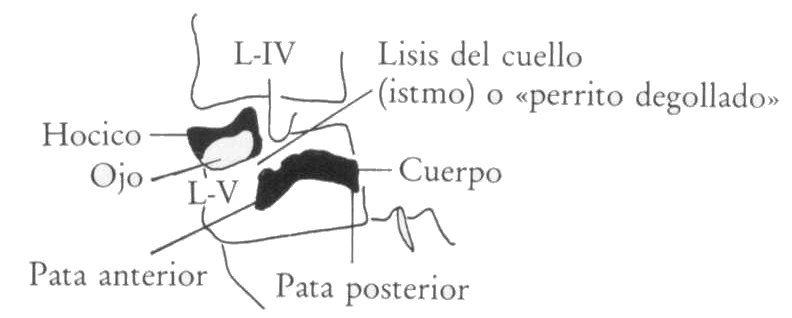 L-IV
Lisis del cuello
(istmo) o «perrito degollado»
Hocico
Ojo
L-V
Cuerpo
Pata anterior
Pata posterior